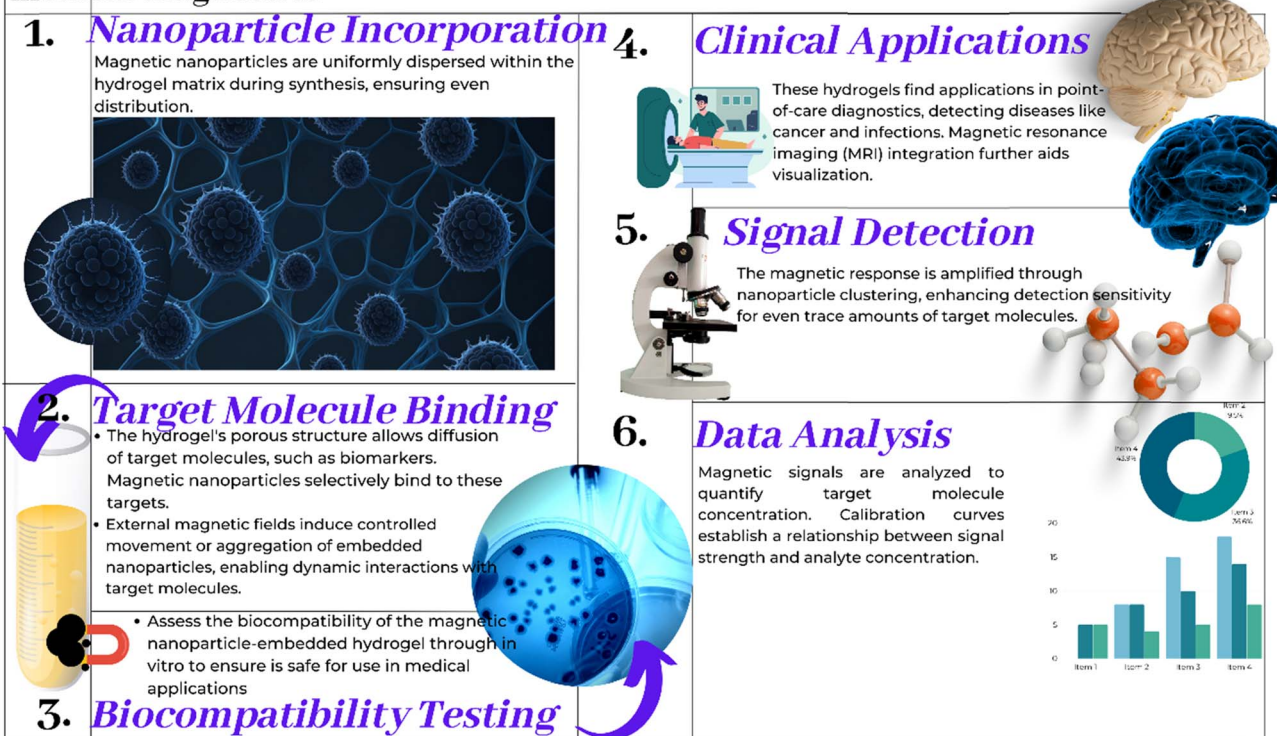 1.
Nanoparticle Incorporation
Magnetic nanoparticles are uniformly dispersed within the
hydrogel matrix during synthesis, ensuring even
distribution.
2.
Target Molecule Binding
• The hydrogel's porous structure allows diffusion
of target molecules, such as biomarkers.
Magnetic nanoparticles selectively bind to these
targets.
• External magnetic fields induce controlled
movement or aggregation of embedded
nanoparticles, enabling dynamic interactions with
target molecules.
• Assess the biocompatibility of the magnetic
nanoparticle-embedded hydrogel through in
vitro to ensure is safe for use in medical
applications
3.
Biocompatibility Testing
4.
Clinical Applications
These hydrogels find applications in point-
of-care diagnostics, detecting diseases like
cancer and infections. Magnetic resonance
imaging (MRI) integration further aids
visualization.
5.
Signal Detection
The magnetic response is amplified through
nanoparticle clustering, enhancing detection sensitivity
for even trace amounts of target molecules.
6.
Data Analysis
Magnetic signals are analyzed to
quantify target molecule
concentration. Calibration curves
establish a relationship between signal
strength and analyte concentration.
Item 2
Item 4
Item 3
20
15
10
5
0
Item 1
Item 2
Item 3
Item 4